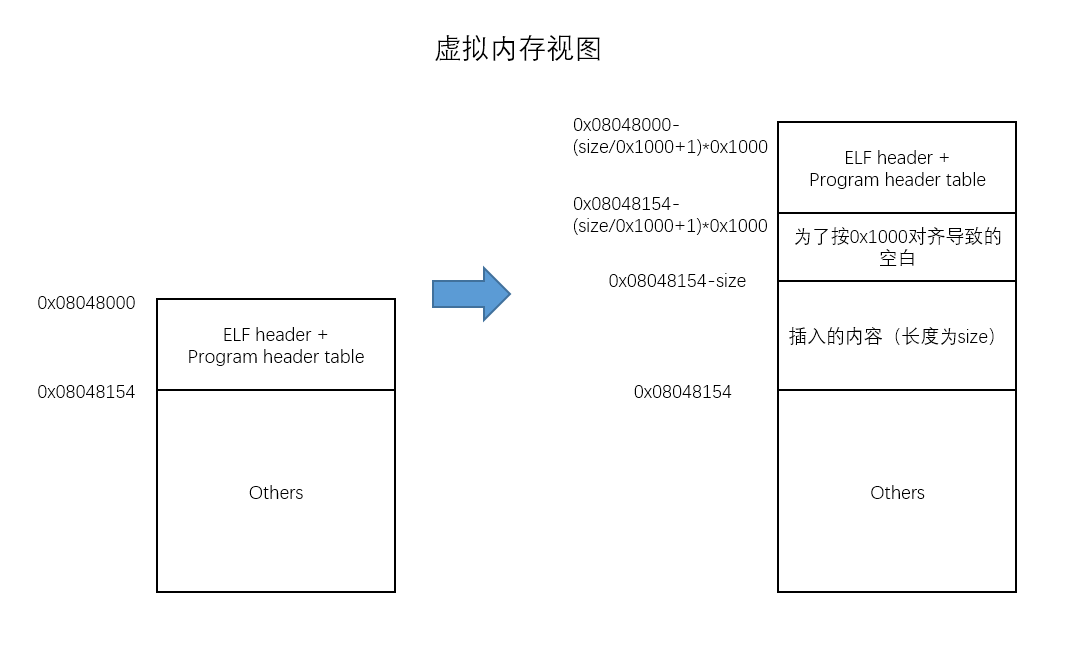 虚拟内存视图
0x08048000
ELF header +
Program header table
0x08048154
Others
0x08048000-
(size/0x1000+1)*0x1000
ELF header +
Program header table
0x08048154-
(size/0x1000+1)*0x1000
为了按0x1000对齐导致的
空白
0x08048154-size
插入的内容（长度为size）
0x08048154
Others